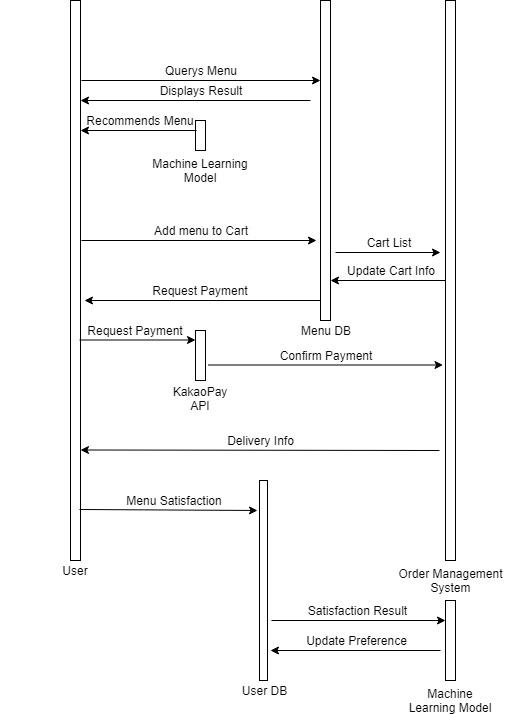 Querys Menu
Displays Result
Recommends Menu
Machine Learning
Model
Add menu to Cart
Cart List
Update Cart Info
Request Payment
Menu DB
Request Payment
Confirm Payment
KakaoPay
API
Delivery Info
Menu Satisfaction
User
Order Management
System
Satisfaction Result
Update Preference
User DB
Machine
Learning Model